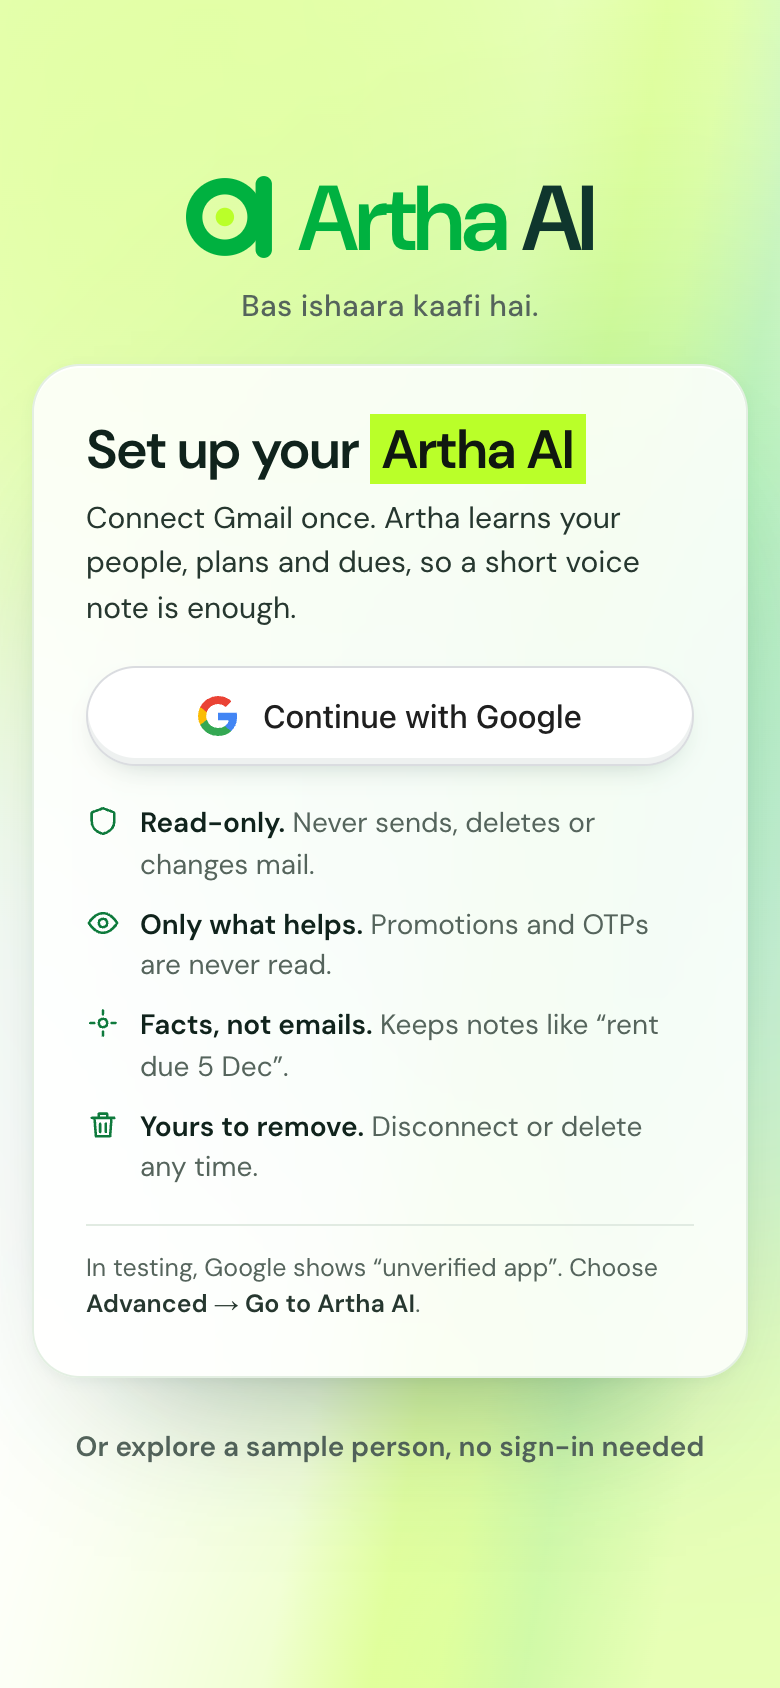 Artha AI
Bas ishaara kaafi hai.
Set up your Artha AI
Connect Gmail once. Artha learns your
people, plans and dues, so a short voice
note is enough.
Continue with Google
Read-only. Never sends, deletes or
changes mail.
Only what helps. Promotions and OTPs
are never read.
Facts, not emails. Keeps notes like “rent
due 5 Dec”.
Yours to remove. Disconnect or delete
any time.
In testing, Google shows “unverified app”. Choose
Advanced → Go to Artha AI.
Or explore a sample person, no sign-in needed